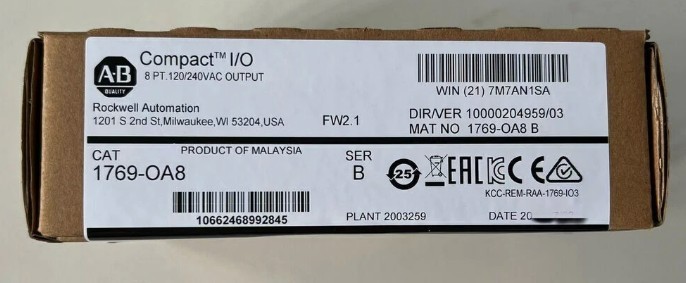 A-B
QUALITY
Compact™ I/O
8 PT.120/240VAC OUTPUT
Rockwell Automation
1201 S 2nd St,Milwaukee,WI 53204,USA
FW2.1
WIN (21) 7M7AN1SA
DIR/VER 10000204959/03
MAT NO 1769-OA8 B
PRODUCT OF MALAYSIA
CAT
1769-OA8
SER
B
25
EAC
CE
KCC-REM-RAA-1769-IO3
10662468992845
PLANT 2003259
DATE 20